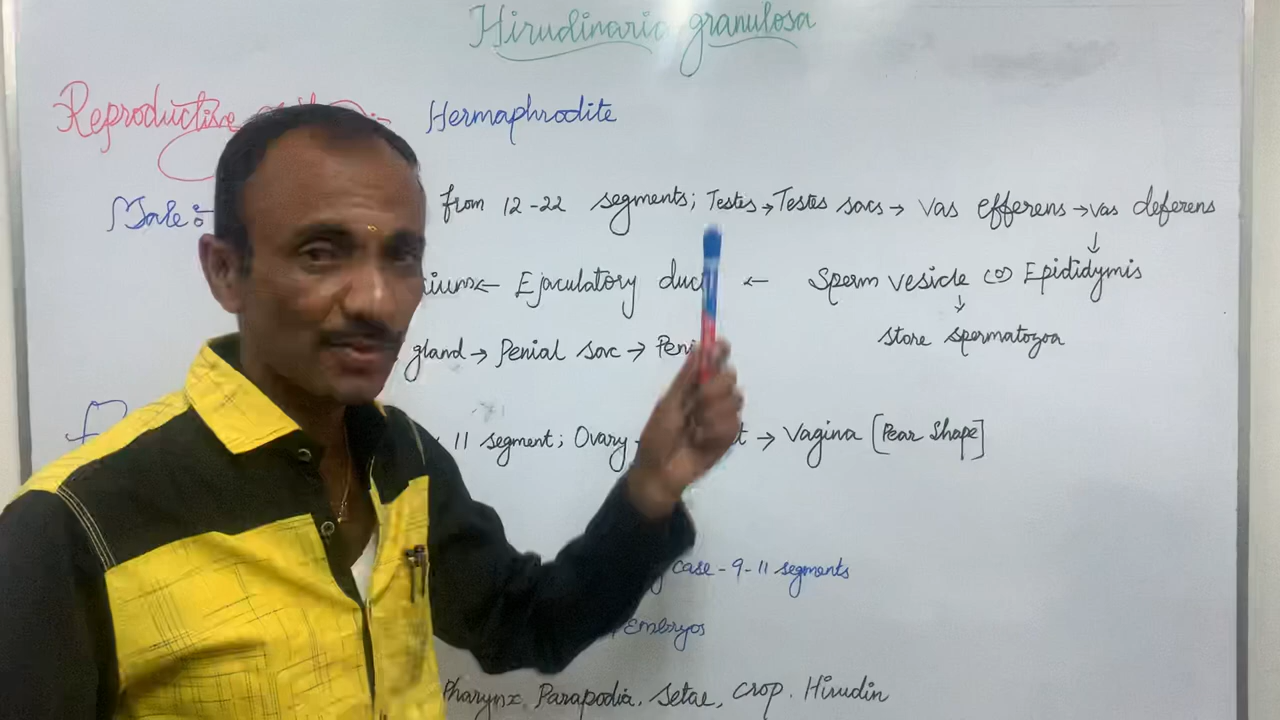 Hirudinaria granulosa
Reproductive :- Hermaphrodite
Male:- from 12-22 segments; Testes → Testes sacs → Vas efferens → vas deferens
↓
← Ejaculatory duct ← Sperm vesicle (or) Epididymis
↓
store spermatozoa
gland → Penial sac →
11 segment; Ovary → Vagina [Pear Shape]
case - 9-11 segments
Embryos
Pharynx, Parapodia, Setae, crop. Hirudin